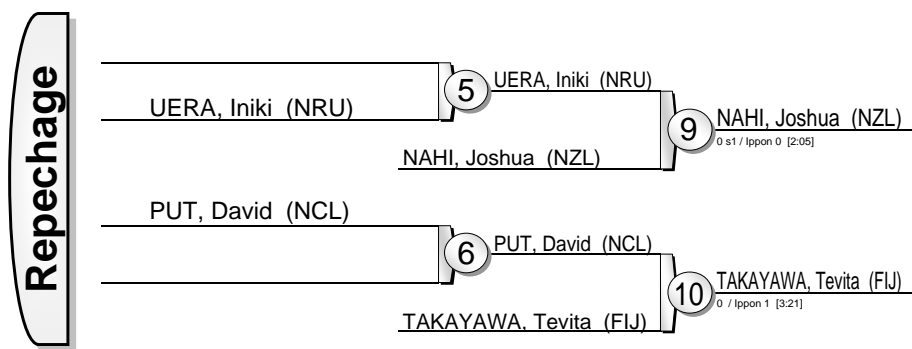 Repechage
UERA, Iniki (NRU)
5
UERA, Iniki (NRU)
NAHI, Joshua (NZL)
9
NAHI, Joshua (NZL)
0 s1 / Ippon 0 [2:05]
PUT, David (NCL)
6
PUT, David (NCL)
TAKAYAWA, Tevita (FIJ)
10
TAKAYAWA, Tevita (FIJ)
0 / Ippon 1 [3:21]